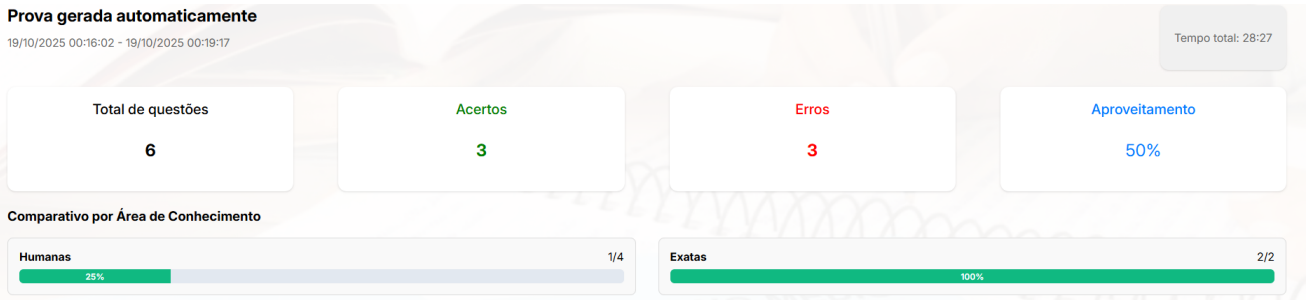 Prova gerada automaticamente
19/10/2025 00:16:02 - 19/10/2025 00:19:17
Tempo total: 28:27
Total de questões
6
Acertos
3
Erros
3
Aproveitamento
50%
Comparativo por Área de Conhecimento
Humanas 1/4
25%
Exatas 2/2
100%